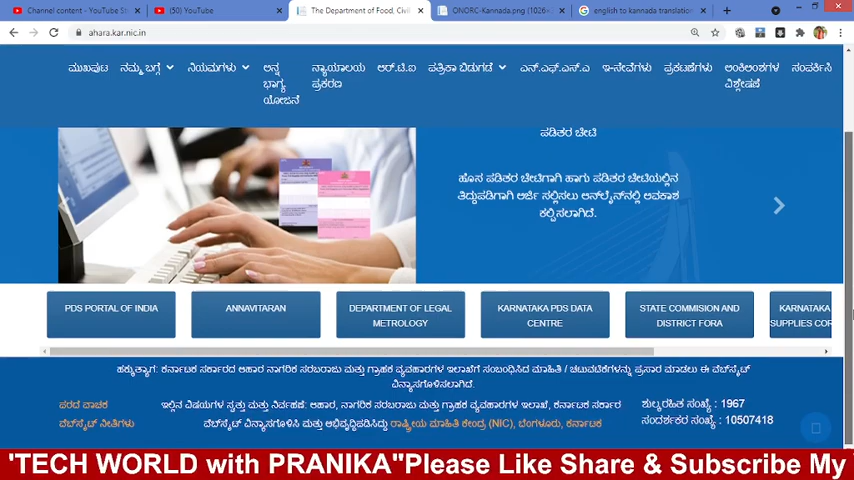 Channel content - YouTube St
(50) YouTube
The Department of Food, Civil
ONORC-Kannada.png (1026×
english to kannada translation
ahara.kar.nic.in
ಮುಖಪುಟ ನಮ್ಮ ಬಗ್ಗೆ ನಿಯಮಗಳು ಅನ್ನ ಭಾಗ್ಯ ಯೋಜನೆ ನ್ಯಾಯಾಲಯ ಪ್ರಕರಣ ಆರ್.ಟಿ.ಐ ಪತ್ರಿಕಾ ಬಿಡುಗಡೆ ಎನ್.ಎಫ್.ಎಸ್.ಎ ಇ-ಸೇವೆಗಳು ಪ್ರಕಟಣೆಗಳು ಅಂಕಿಅಂಶಗಳ ವಿಶ್ಲೇಷಣೆ ಸಂಪರ್ಕಿಸಿ
ಪಡಿತರ ಚೀಟಿ
ಹೊಸ ಪಡಿತರ ಚೀಟಿಗಾಗಿ ಹಾಗು ಪಡಿತರ ಚೀಟಿಯಲ್ಲಿನ
ತಿದ್ದುಪಡಿಗಾಗಿ ಅರ್ಜಿ ಸಲ್ಲಿಸಲು ಆನ್‌ಲೈನ್‌ನಲ್ಲಿ ಅವಕಾಶ
ಕಲ್ಪಿಸಲಾಗಿದೆ.
PDS PORTAL OF INDIA
ANNAVITARAN
DEPARTMENT OF LEGAL
METROLOGY
KARNATAKA PDS DATA
CENTRE
STATE COMMISION AND
DISTRICT FORA
KARNATAKA
SUPPLIES COR
ಹಕ್ಕುತ್ಯಾಗ: ಕರ್ನಾಟಕ ಸರ್ಕಾರದ ಆಹಾರ ನಾಗರಿಕ ಸರಬರಾಜು ಮತ್ತು ಗ್ರಾಹಕ ವ್ಯವಹಾರಗಳ ಇಲಾಖೆಗೆ ಸಂಬಂಧಿಸಿದ ಮಾಹಿತಿ / ಚಟುವಟಿಕೆಗಳನ್ನು ಪ್ರಸಾರ ಮಾಡಲು ಈ ವೆಬ್‌ಸೈಟ್
ವಿನ್ಯಾಸಗೊಳಿಸಲಾಗಿದೆ.
ಪರದೆ ವಾಚಕ
ಇಲ್ಲಿನ ವಿಷಯಗಳ ಸ್ವತ್ತು ಮತ್ತು ನಿರ್ವಹಣೆ: ಆಹಾರ, ನಾಗರಿಕ ಸರಬರಾಜು ಮತ್ತು ಗ್ರಾಹಕ ವ್ಯವಹಾರಗಳ ಇಲಾಖೆ, ಕರ್ನಾಟಕ ಸರ್ಕಾರ
ಶುಲ್ಕರಹಿತ ಸಂಖ್ಯೆ : 1967
ವೆಬ್‌ಸೈಟ್ ನೀತಿಗಳು
ವೆಬ್‌ಸೈಟ್ ವಿನ್ಯಾಸಗೊಳಿಸಿ ಮತ್ತು ಅಭಿವೃದ್ಧಿಪಡಿಸಿದ್ದು ರಾಷ್ಟ್ರೀಯ ಮಾಹಿತಿ ಕೇಂದ್ರ (NIC), ಬೆಂಗಳೂರು, ಕರ್ನಾಟಕ
ಸಂದರ್ಶಕರ ಸಂಖ್ಯೆ : 10507418
'TECH WORLD with PRANIKA"Please Like Share & Subscribe My